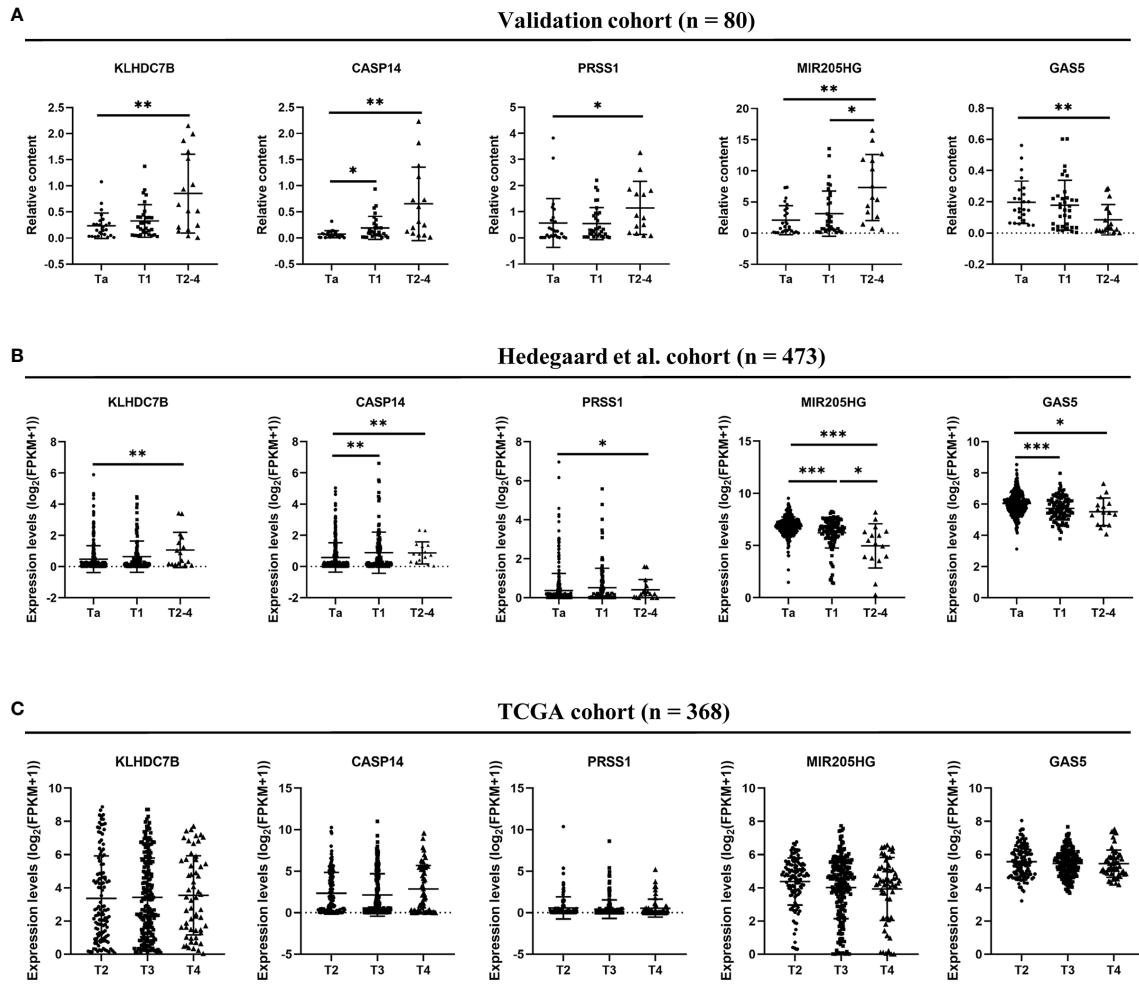 A
Validation cohort (n = 80)
KLHDC7B
CASP14
PRSS1
MIR205HG
GAS5
Relative content
2.5
2.0
1.5
1.0
0.5
0.0
-0.5
**
Ta
T1
T2-4
Relative content
2.5
2.0
1.5
1.0
0.5
0.0
-0.5
**
*
Ta
T1
T2-4
Relative content
5
4
3
2
1
0
-1
*
Ta
T1
T2-4
Relative content
20
15
10
5
0
5
**
*
Ta
T1
T2-4
Relative content
0.8
0.6
0.4
0.2
0.0
0.2
**
Ta
T1
T2-4
B
Hedegaard et al. cohort (n = 473)
KLHDC7B
CASP14
PRSS1
MIR205HG
GAS5
Expression levels (log2(FPKM+1))
8
6
4
2
0
-2
**
Ta
T1
T2-4
Expression levels (log2(FPKM+1))
8
6
4
2
0
-2
**
**
Ta
T1
T2-4
Expression levels (log2(FPKM+1))
8
6
4
2
0
*
Ta
T1
T2-4
Expression levels (log2(FPKM+1))
15
10
5
0
***
***
*
Ta
T1
T2-4
Expression levels (log2(FPKM+1))
10
8
6
4
2
0
*
***
Ta
T1
T2-4
C
TCGA cohort (n = 368)
KLHDC7B
CASP14
PRSS1
MIR205HG
GAS5
Expression levels (log2(FPKM+1))
10
8
6
4
2
0
T2
T3
T4
Expression levels (log2(FPKM+1))
15
10
5
0
-5
T2
T3
T4
Expression levels (log2(FPKM+1))
15
10
5
0
-5
T2
T3
T4
Expression levels (log2(FPKM+1))
10
8
6
4
2
0
T2
T3
T4
Expression levels (log2(FPKM+1))
10
8
6
4
2
0
T2
T3
T4